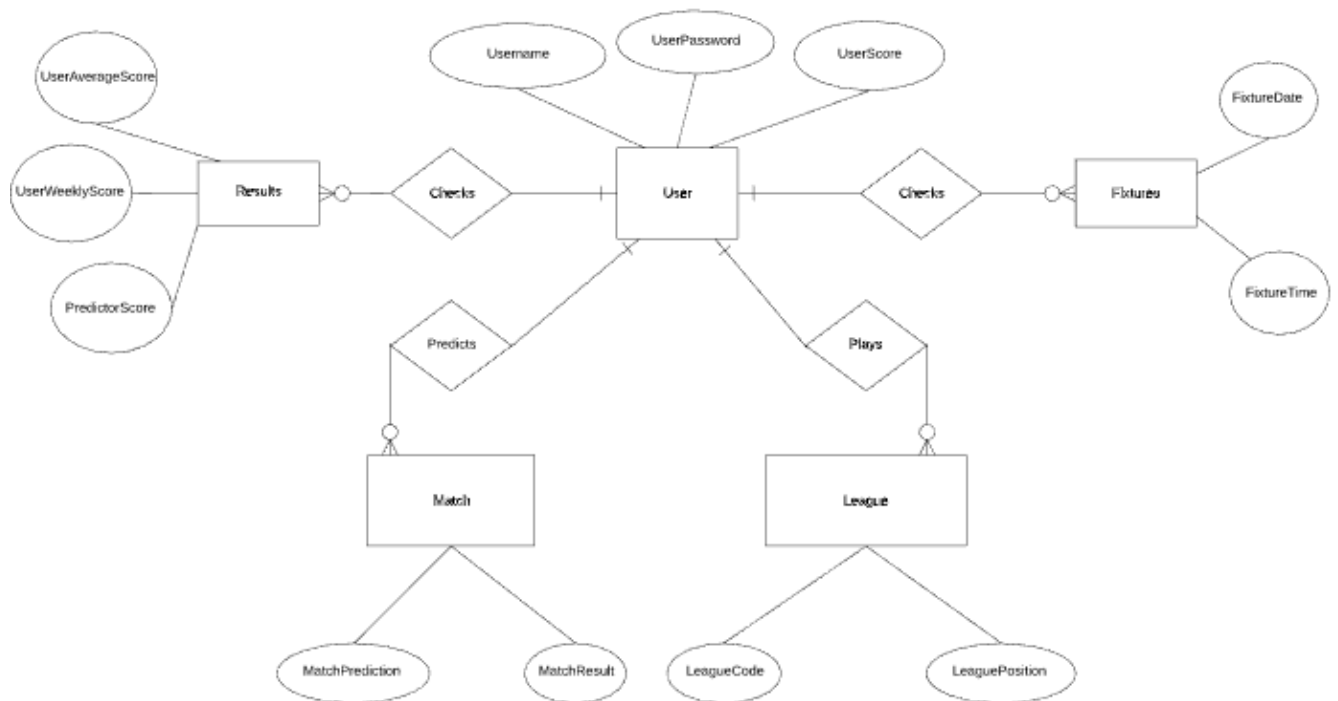 UserPassword
Username
UserScore
UserAverageScore
FixtureDate
UserWeeklyScore
Results
Checks
User
Checks
Fixtures
PredictorScore
FixtureTime
Predicts
Plays
Match
League
MatchPrediction
MatchResult
LeagueCode
LeaguePosition